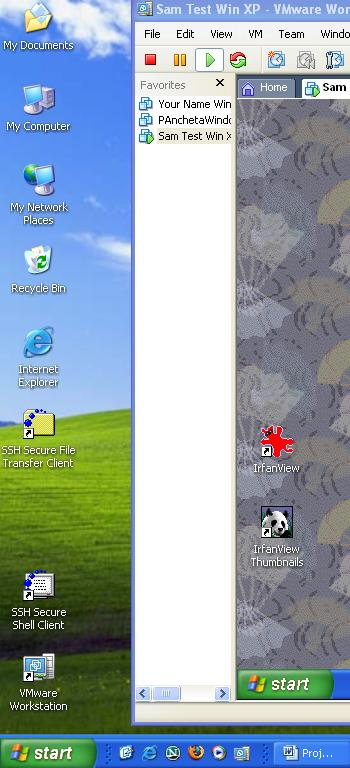 My Documents
My Computer
My Network
Places
Recycle Bin
Internet
Explorer
SSH Secure File
Transfer Client
SSH Secure
Shell Client
VMware
Workstation
Sam Test Win XP - VMware Wor
File Edit View VM Team Windo
Favorites
Your Name Win
PAnchetaWindo
Sam Test Win X
Home
Sam
IrfanView
IrfanView
Thumbnails
start
start
Proj...